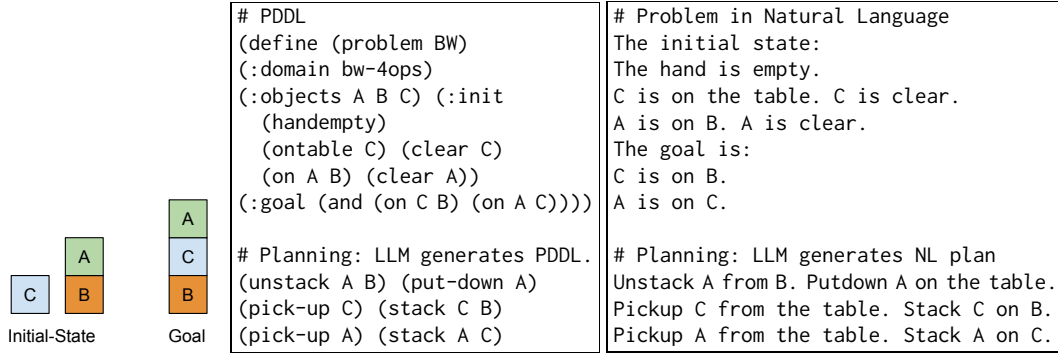 A
C
B
Initial-State
A
C
B
Goal
# PDDL
(define (problem BW)
(:domain bw-4ops)
(:objects A B C) (:init
(handempty)
(ontable C) (clear C)
(on A B) (clear A))
(:goal (and (on C B) (on A C))))
# Planning: LLM generates PDDL.
(unstack A B) (put-down A)
(pick-up C) (stack C B)
(pick-up A) (stack A C)
# Problem in Natural Language
The initial state:
The hand is empty.
C is on the table. C is clear.
A is on B. A is clear.
The goal is:
C is on B.
A is on C.
# Planning: LLM generates NL plan
Unstack A from B. Putdown A on the table.
Pickup C from the table. Stack C on B.
Pickup A from the table. Stack A on C.